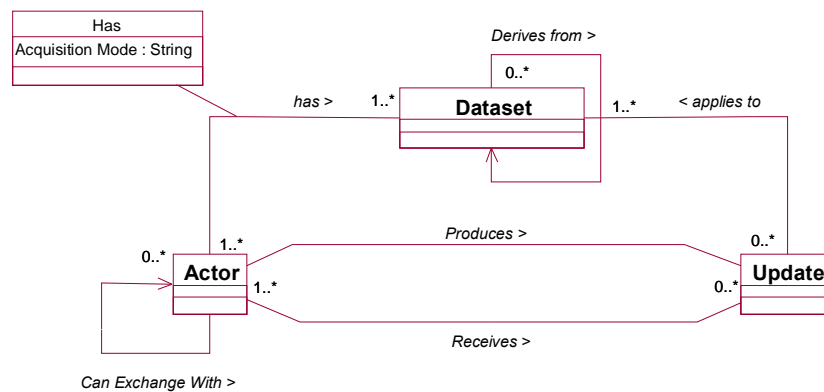 Has
Acquisition Mode : String
Derives from >
0..*
has >
1..*
Dataset
1..*
< applies to
0..*
1..*
Produces >
0..*
Actor
1..*
0..*
Update
Receives >
Can Exchange With >